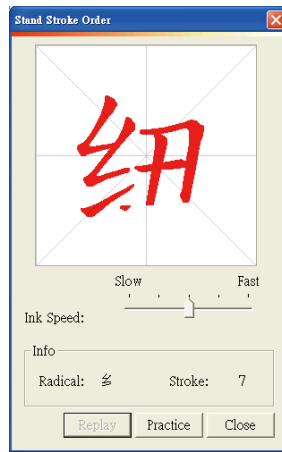 Stand Stroke Order
纽
Slow Fast
Ink Speed:
Info
Radical: 纟 Stroke: 7
Replay Practice Close